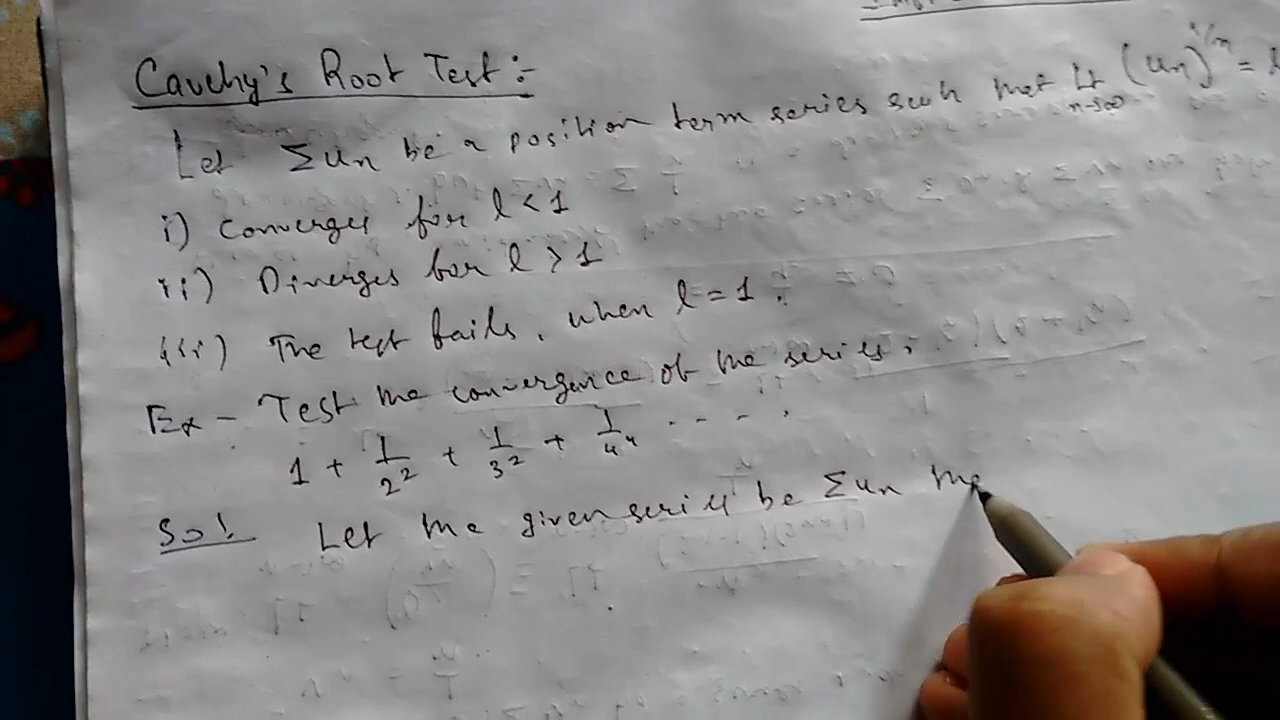 Cauchy's Root Test :-
Let Σun be a position term series such that Lt n→∞ (un)^1/n = l
i) Converges for l < 1
ii) Diverges for l > 1
iii) The test fails, when l = 1.
Ex - Test the convergence of the series,
1 + 1/2² + 1/3² + 1/4⁴ - - - - .
Sol Let the given series be Σun the